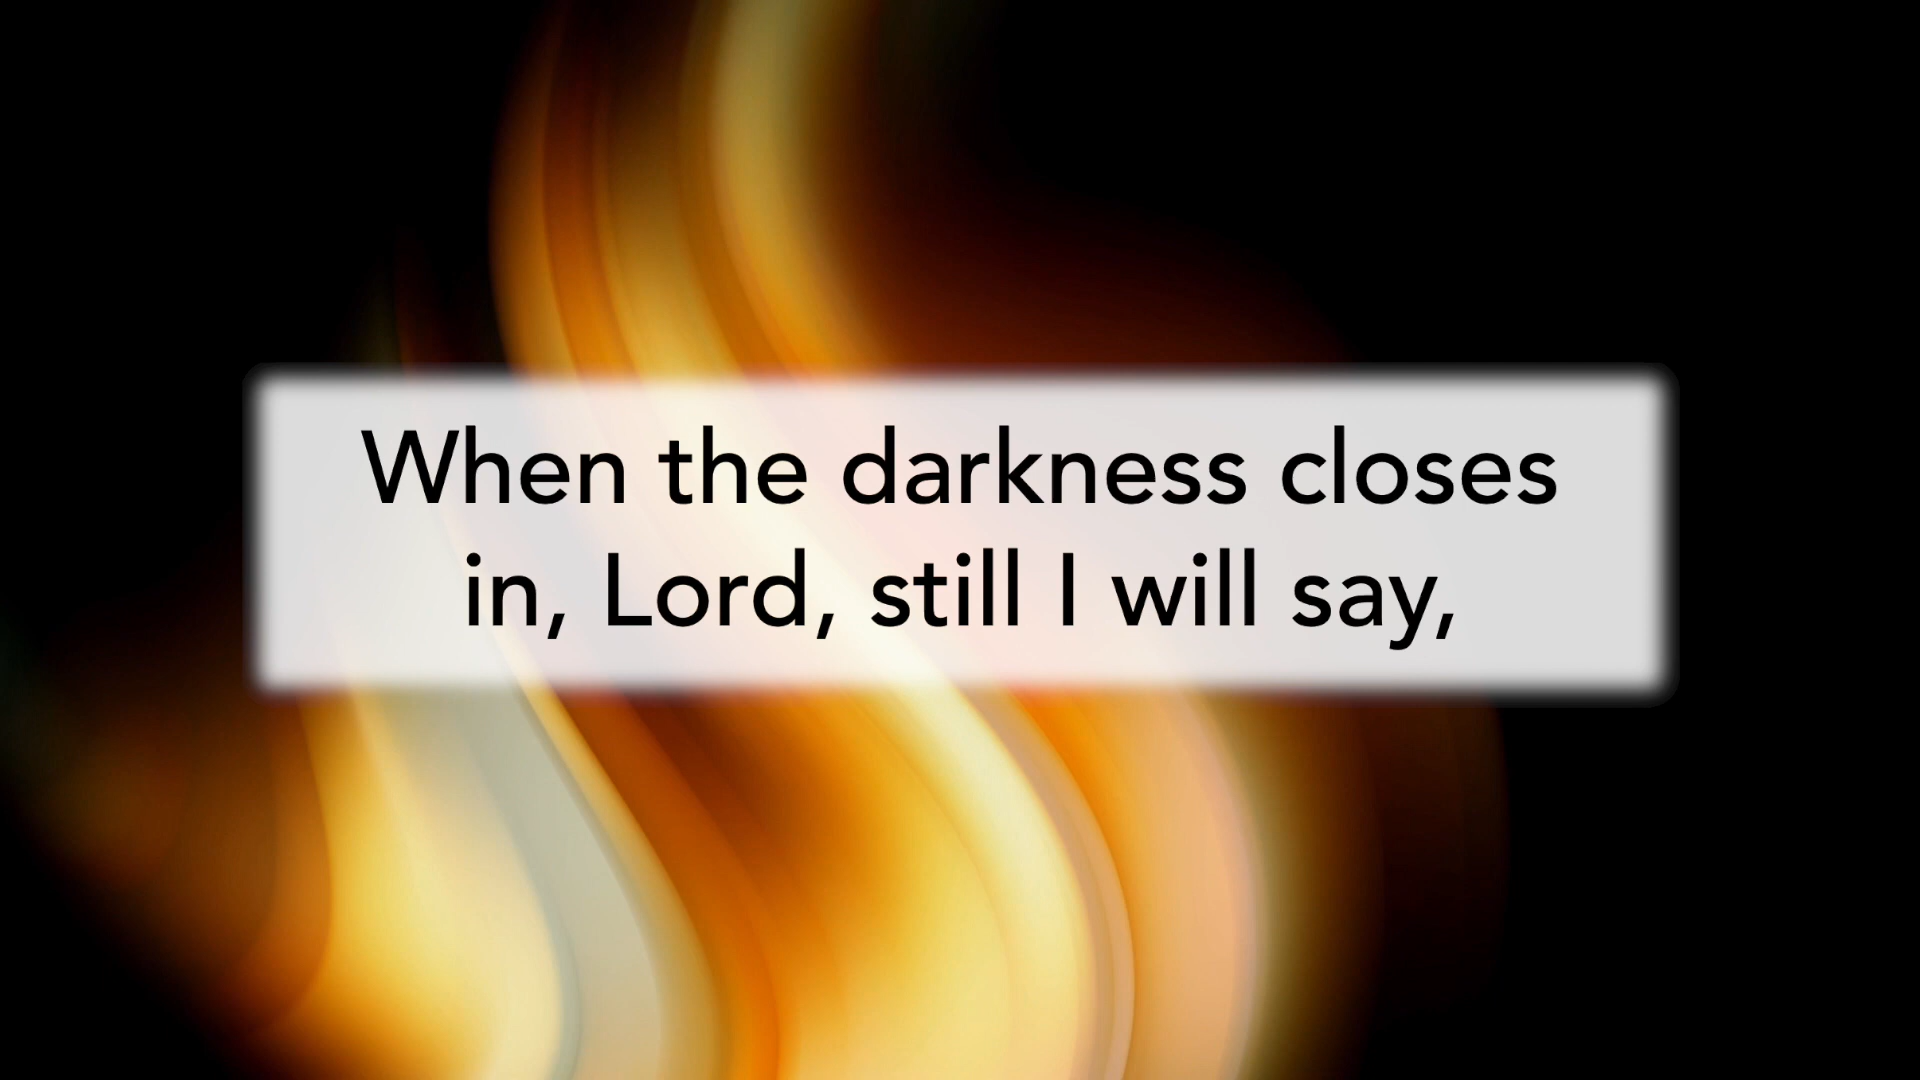 When the darkness closes
in, Lord, still I will say,